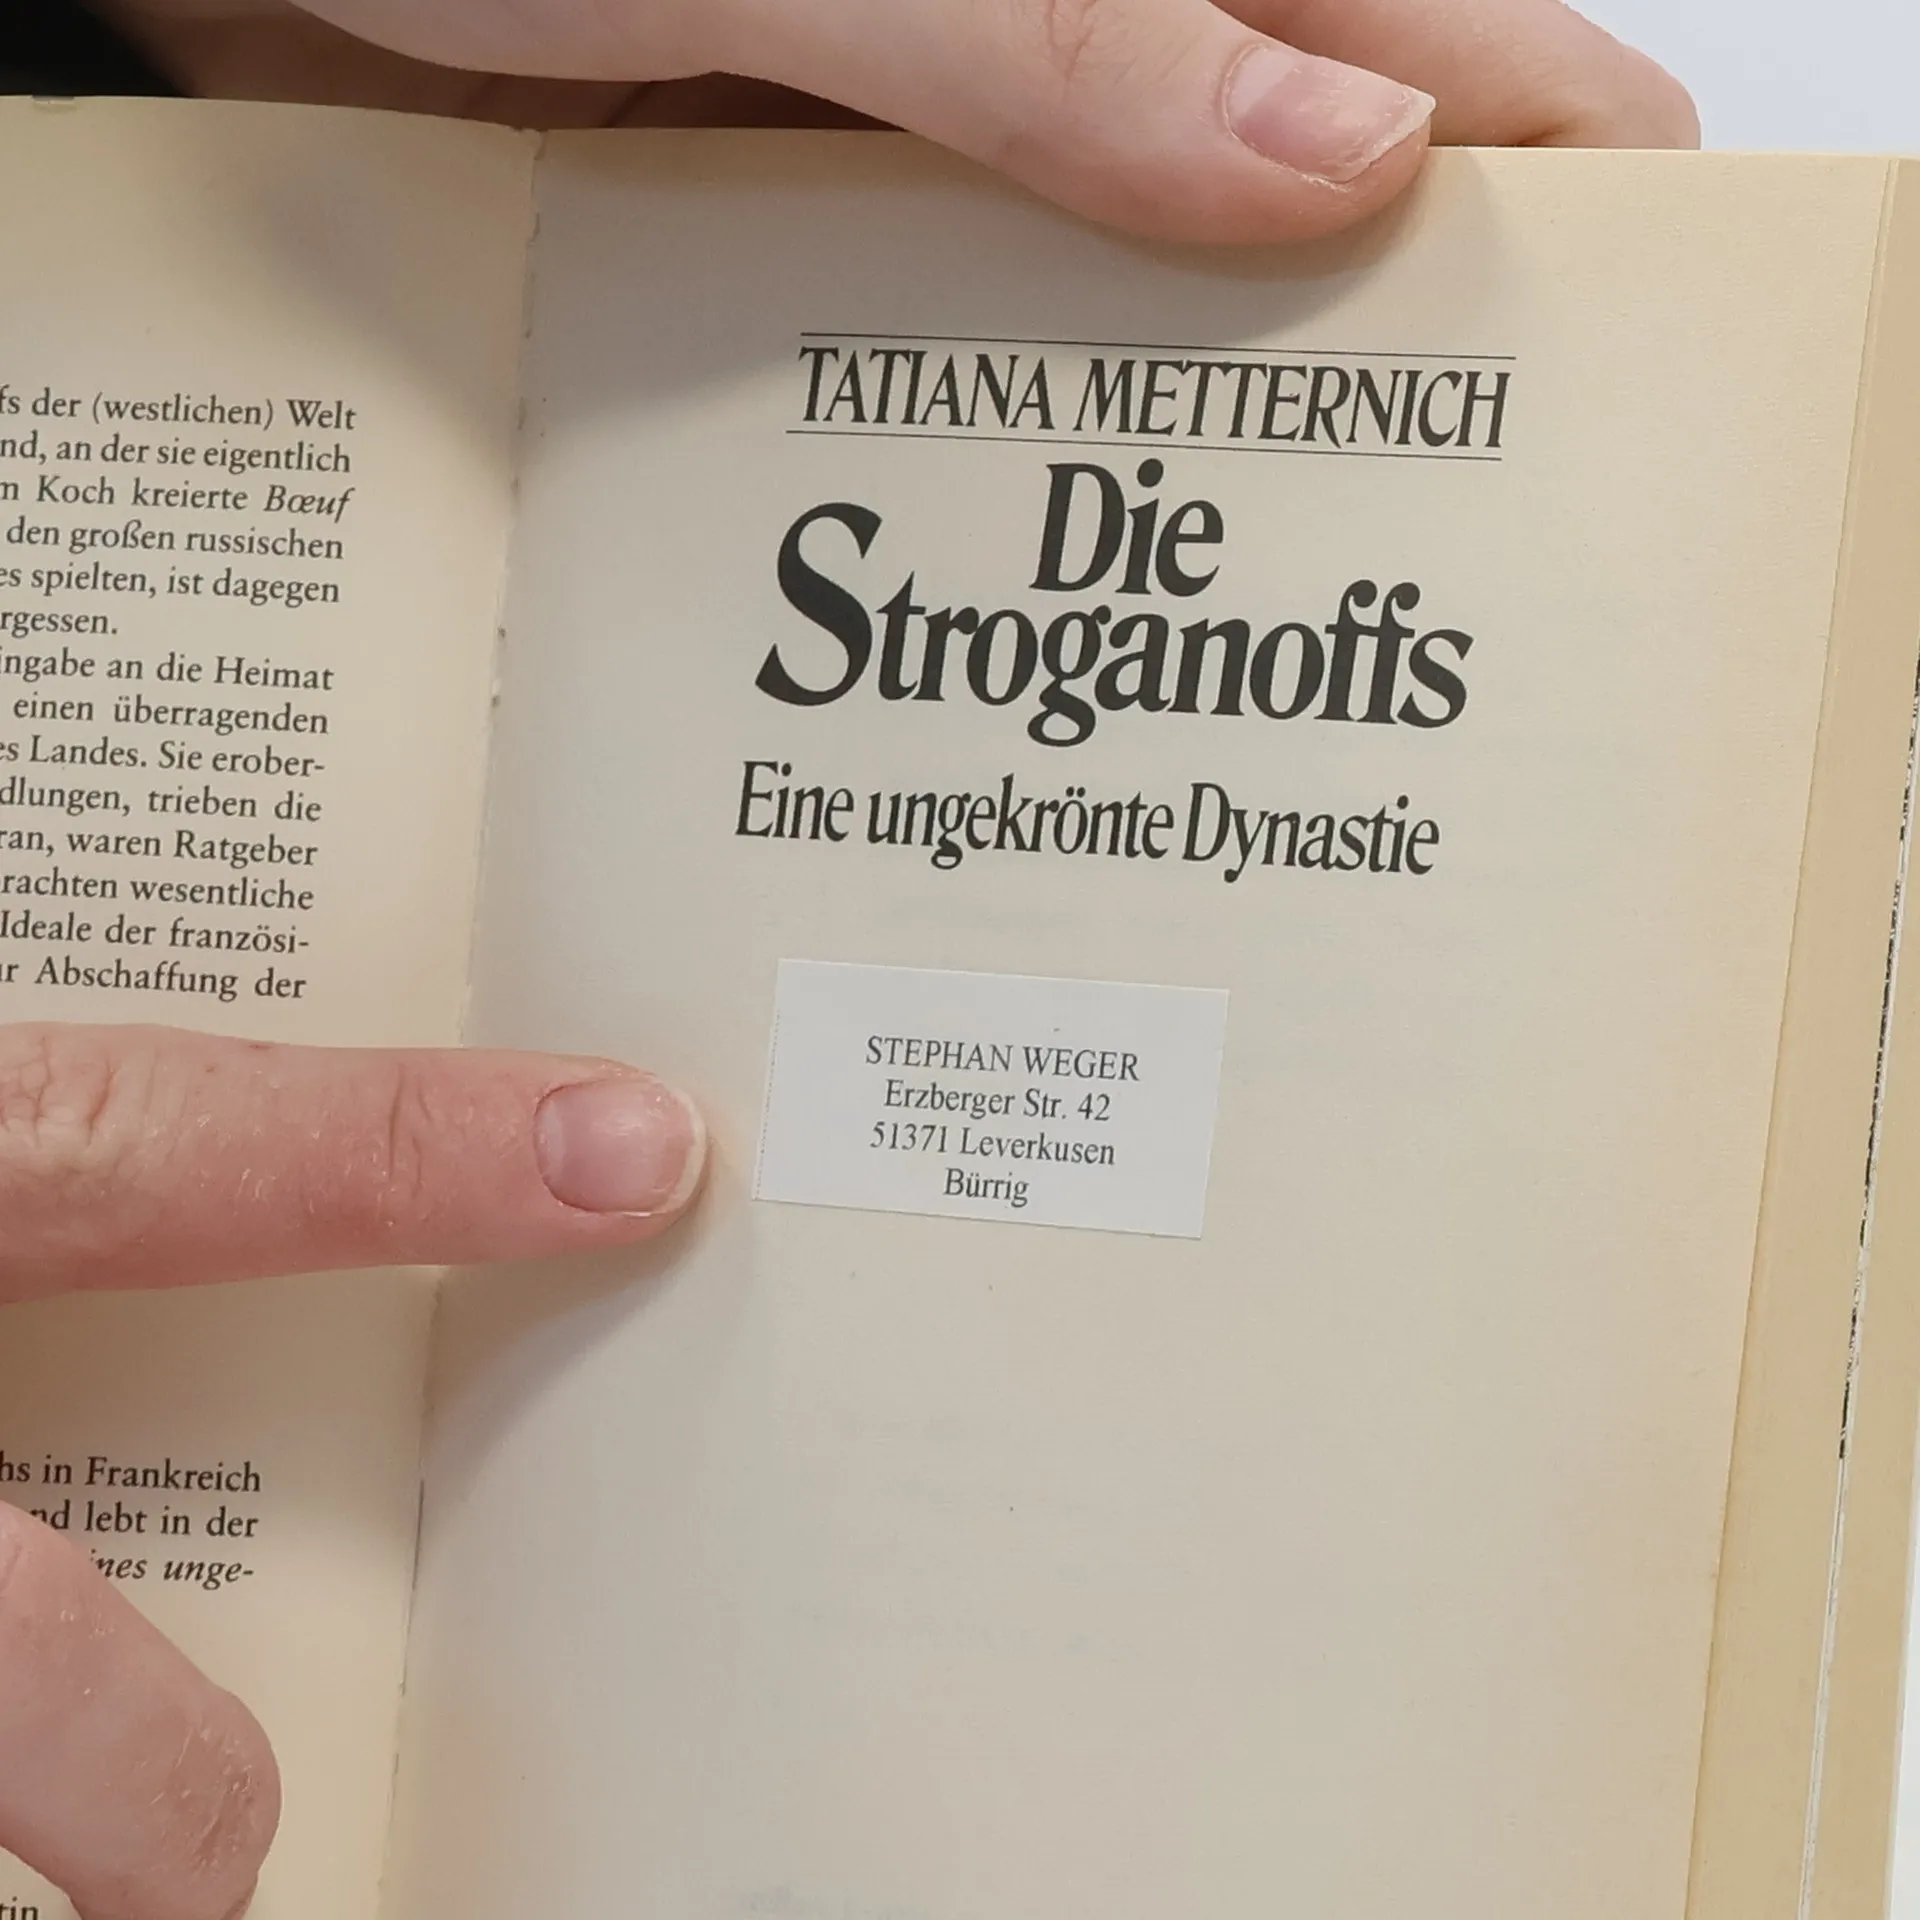 der (westlichen) Welt
an der sie eigentlich
Koch kreierte Bœuf
den großen russischen
spielten, ist dagegen
an die Heimat
einen überragenden
Landes. Sie erober-
trieben die
waren Ratgeber
wesentliche
Ideale der französi-
Abschaffung der
in Frankreich
lebt in der
unge-
TATIANA METTERNICH
Die
Stroganoffs
Eine ungekrönte Dynastie
STEPHAN WEGER
Erzberger Str. 42
51371 Leverkusen
Bürrig